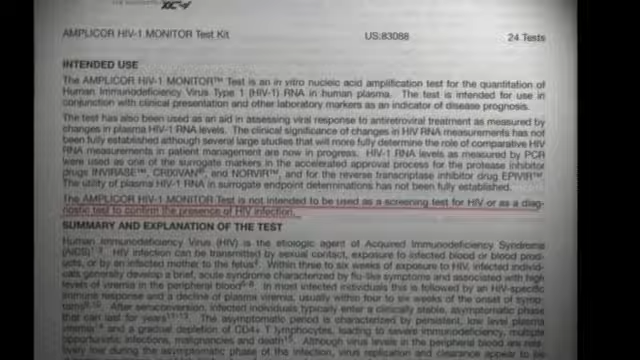 AMPLICOR HIV-1 MONITOR Test Kit US:83088 24 Tests
INTENDED USE
The AMPLICOR HIV-1 MONITOR™ Test is an in vitro nucleic acid amplification test for the quantitation of
Human Immunodeficiency Virus Type 1 (HIV-1) RNA in human plasma. The test is intended for use in
conjunction with clinical presentation and other laboratory markers as an indicator of disease prognosis.
The test has also been used as an aid in assessing viral response to antiretroviral treatment as measured by
changes in plasma HIV-1 RNA levels. The clinical significance of changes in HIV RNA measurements has not
been fully established although several large studies that will more fully determine the role of comparative HIV
RNA measurements in patient management are now in progress. HIV-1 RNA levels as measured by PCR
were used as one of the surrogate markers in the accelerated approval process for the protease inhibitor
drugs INVIRASE™, CRIXIVAN®, and NORVIR™, and for the reverse transcriptase inhibitor drug EPIVIR™.
The utility of plasma HIV-1 RNA in surrogate endpoint determinations has not been fully established.
The AMPLICOR HIV-1 MONITOR Test is not intended to be used as a screening test for HIV or as a diag-
nostic test to confirm the presence of HIV infection.
SUMMARY AND EXPLANATION OF THE TEST
Human Immunodeficiency Virus (HIV) is the etiologic agent of Acquired Immunodeficiency Syndrome
(AIDS). HIV infection can be transmitted by sexual contact, exposure to infected blood or blood prod-
ucts, or by an infected mother to the fetus. Within three to six weeks of exposure to HIV, infected individ-
uals generally develop a brief, acute syndrome characterized by flu-like symptoms and associated with high
levels of viremia in the peripheral blood. In most infected individuals this is followed by an HIV-specific
immune response and a decline of plasma viremia, usually within four to six weeks of the onset of symp-
toms. After seroconversion, infected individuals typically enter a clinically stable, asymptomatic phase
that can last for years. The asymptomatic period is characterized by persistent, low level plasma
viremia and a gradual depletion of CD4+ T lymphocytes, leading to severe immunodeficiency, multiple
opportunistic infections, malignancies and death. Although virus levels in the peripheral blood are rela-
tively low during the asymptomatic phase of the infection, virus replication and clearance appear to be